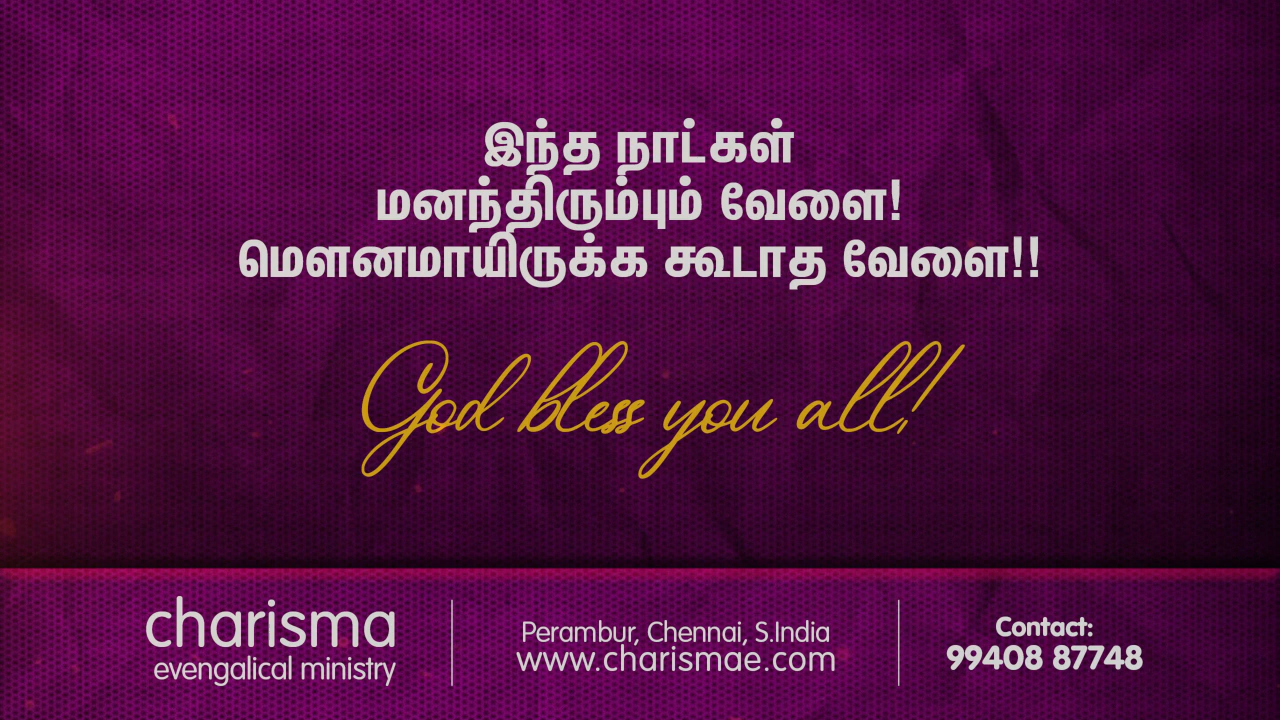 இந்த நாட்கள்
மனந்திரும்பும் வேளை!
மௌனமாயிருக்க கூடாத வேளை!!
God bless you all!
charisma
evengalical ministry
Perambur, Chennai, S.India
www.charismae.com
Contact:
99408 87748